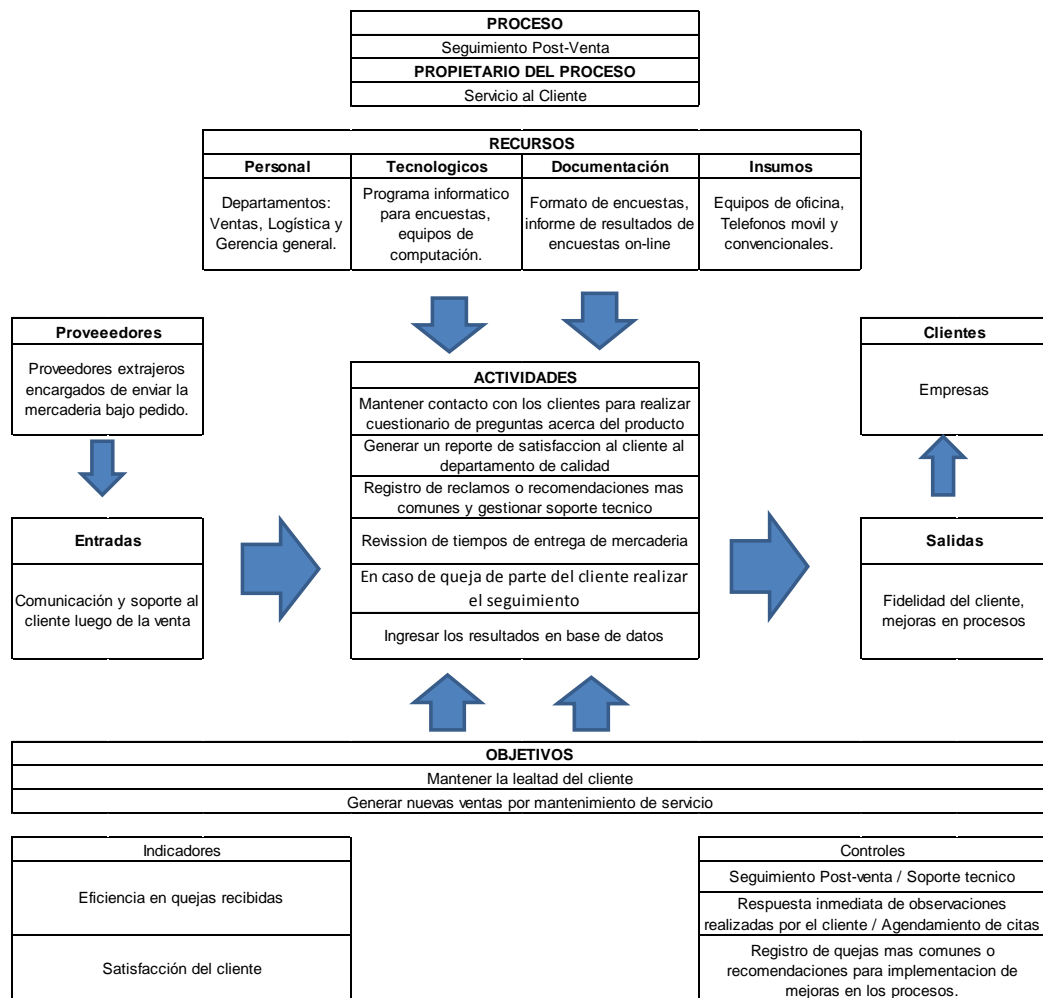 PROCESO
Seguimiento Post-Venta
PROPIETARIO DEL PROCESO
Servicio al Cliente
RECURSOS
Personal
Tecnologicos
Documentación
Insumos
Departamentos:
Ventas, Logística y
Gerencia general.
Programa informatico
para encuestas,
equipos de
computación.
Formato de encuestas,
informe de resultados de
encuestas on-line
Equipos de oficina,
Telefonos movil y
convencionales.
Proveeedores
Proveedores extrajeros
encargados de enviar la
mercaderia bajo pedido.
Entradas
Comunicación y soporte al
cliente luego de la venta
ACTIVIDADES
Mantener contacto con los clientes para realizar
cuestionario de preguntas acerca del producto
Generar un reporte de satisfaccion al cliente al
departamento de calidad
Registro de reclamos o recomendaciones mas
comunes y gestionar soporte tecnico
Revission de tiempos de entrega de mercaderia
En caso de queja de parte del cliente realizar
el seguimiento
Ingresar los resultados en base de datos
Clientes
Empresas
Salidas
Fidelidad del cliente,
mejoras en procesos
OBJETIVOS
Mantener la lealtad del cliente
Generar nuevas ventas por mantenimiento de servicio
Indicadores
Eficiencia en quejas recibidas
Satisfacción del cliente
Controles
Seguimiento Post-venta / Soporte tecnico
Respuesta inmediata de observaciones
realizadas por el cliente / Agendamiento de citas
Registro de quejas mas comunes o
recomendaciones para implementacion de
mejoras en los procesos.